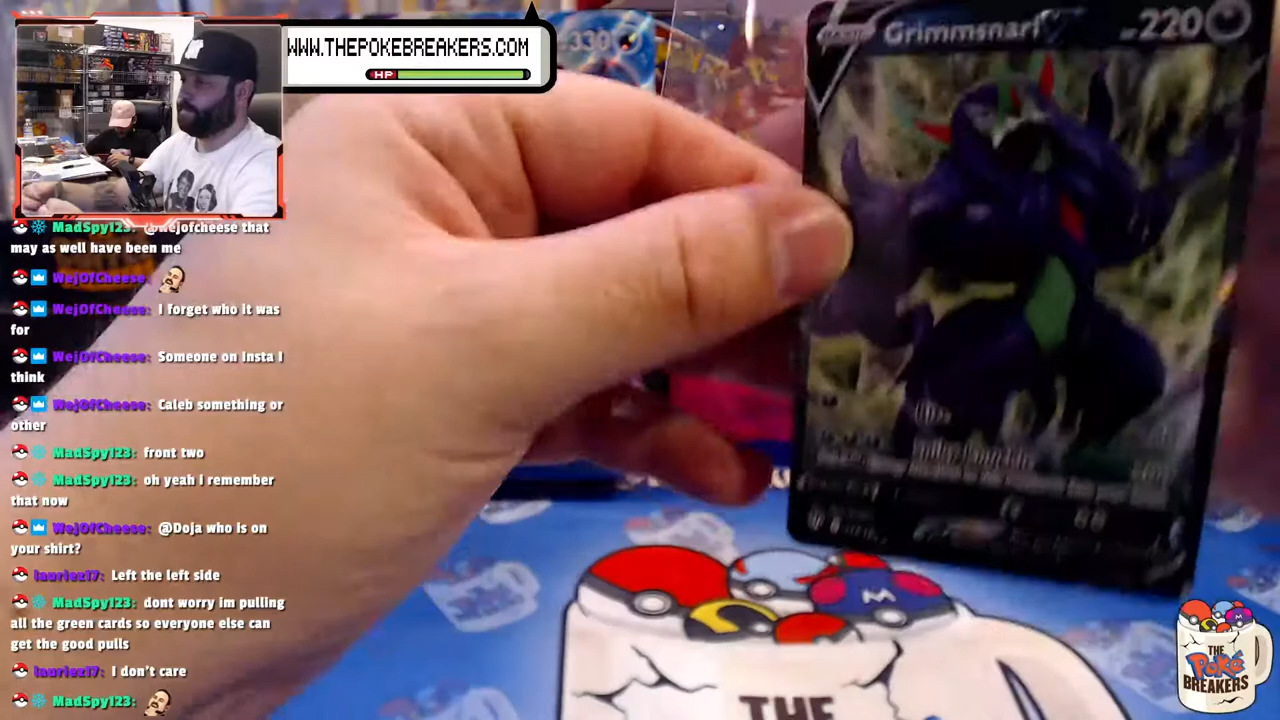 WWW.THEPOKEBREAKERS.COM
HP
330
Grimmsnarl V
220
MadSpy123: @wejofcheese that
may as well have been me
WejOfCheese:
WejOfCheese: I forget who it was
for
WejOfCheese: Someone on insta I
think
WejOfCheese: Caleb something or
other
MadSpy123: front two
MadSpy123: oh yeah I remember
that now
WejOfCheese: @Doja who is on
your shirt?
lauriez17: Left the left side
MadSpy123: dont worry im pulling
all the green cards so everyone else can
get the good pulls
lauriez17: I don't care
MadSpy123:
M
THE
THE
Poké
BREAKERS